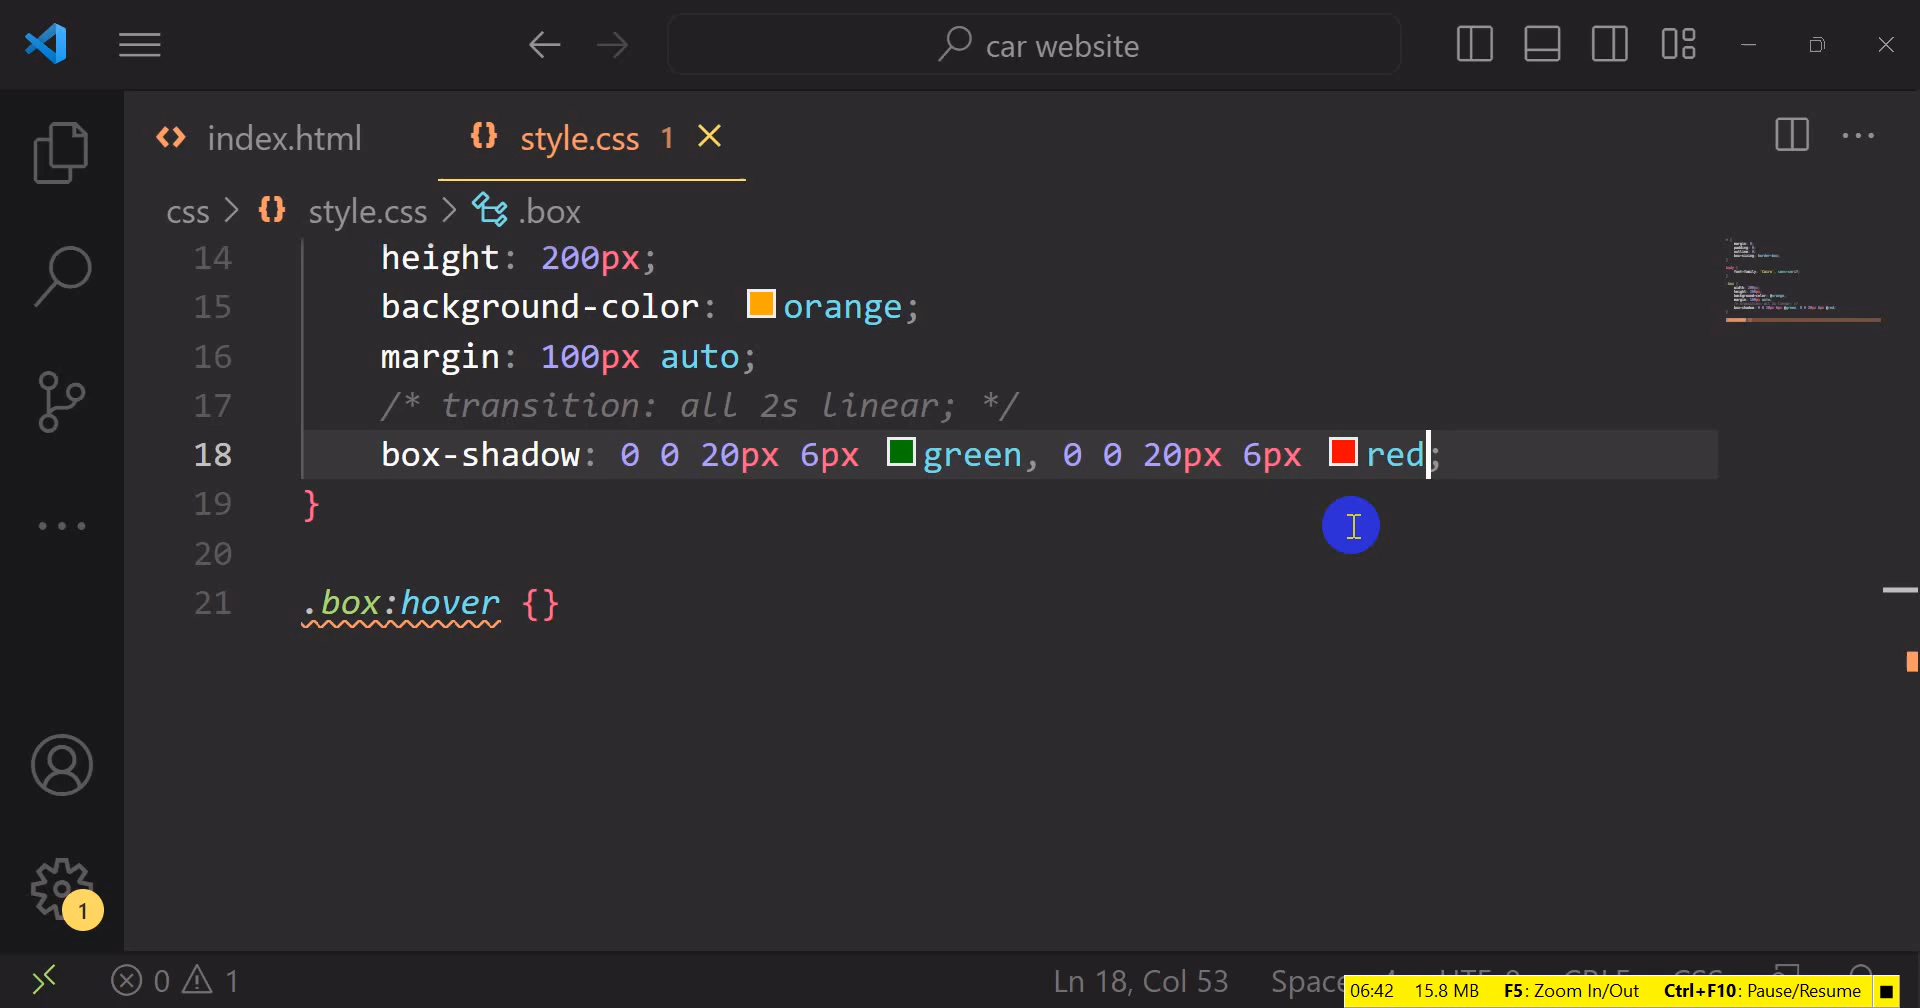 car website
index.html
style.css 1
css > style.css > .box
14 height: 200px;
15 background-color: orange;
16 margin: 100px auto;
17 /* transition: all 2s linear; */
18 box-shadow: 0 0 20px 6px green, 0 0 20px 6px red;
19 }
20
21 .box:hover {}
1
0 1 Ln 18, Col 53
06:42 15.8 MB F5: Zoom In/Out Ctrl+F10: Pause/Resume